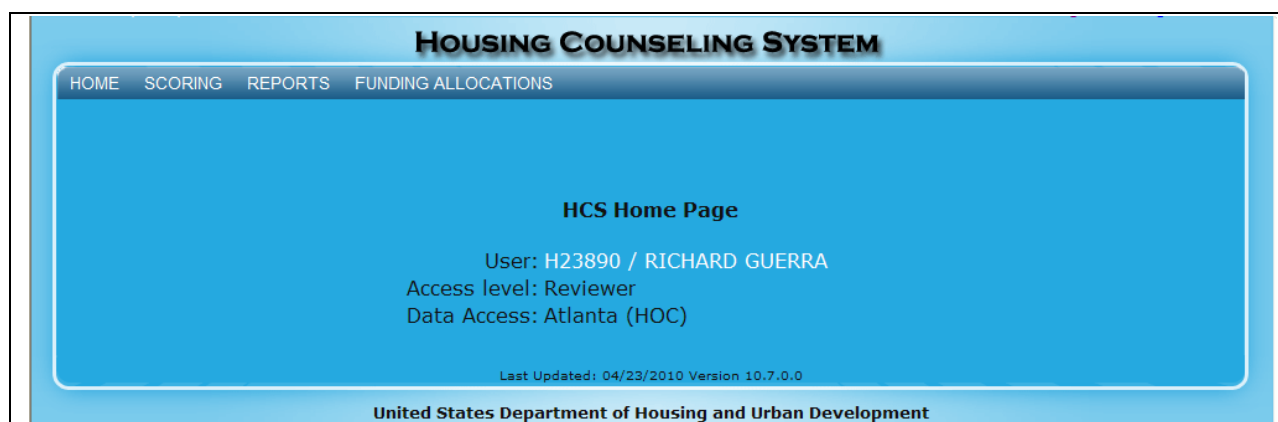 HOUSING COUNSELING SYSTEM
HOME SCORING REPORTS FUNDING ALLOCATIONS
HCS Home Page
User: H23890 / RICHARD GUERRA
Access level: Reviewer
Data Access: Atlanta (HOC)
Last Updated: 04/23/2010 Version 10.7.0.0
United States Department of Housing and Urban Development